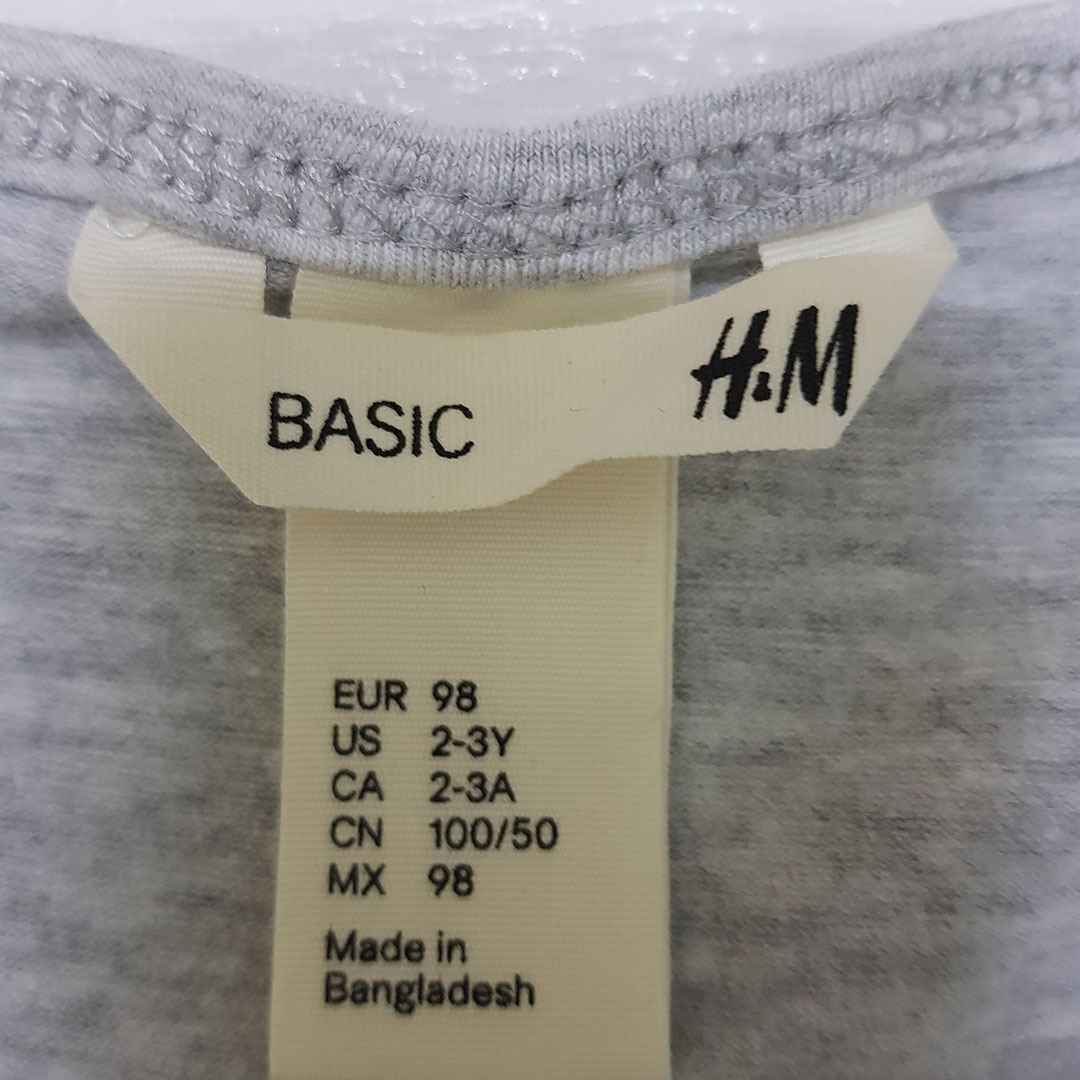 BASIC
H&M
EUR 98
US 2-3Y
CA 2-3A
CN 100/50
MX 98
Made in
Bangladesh